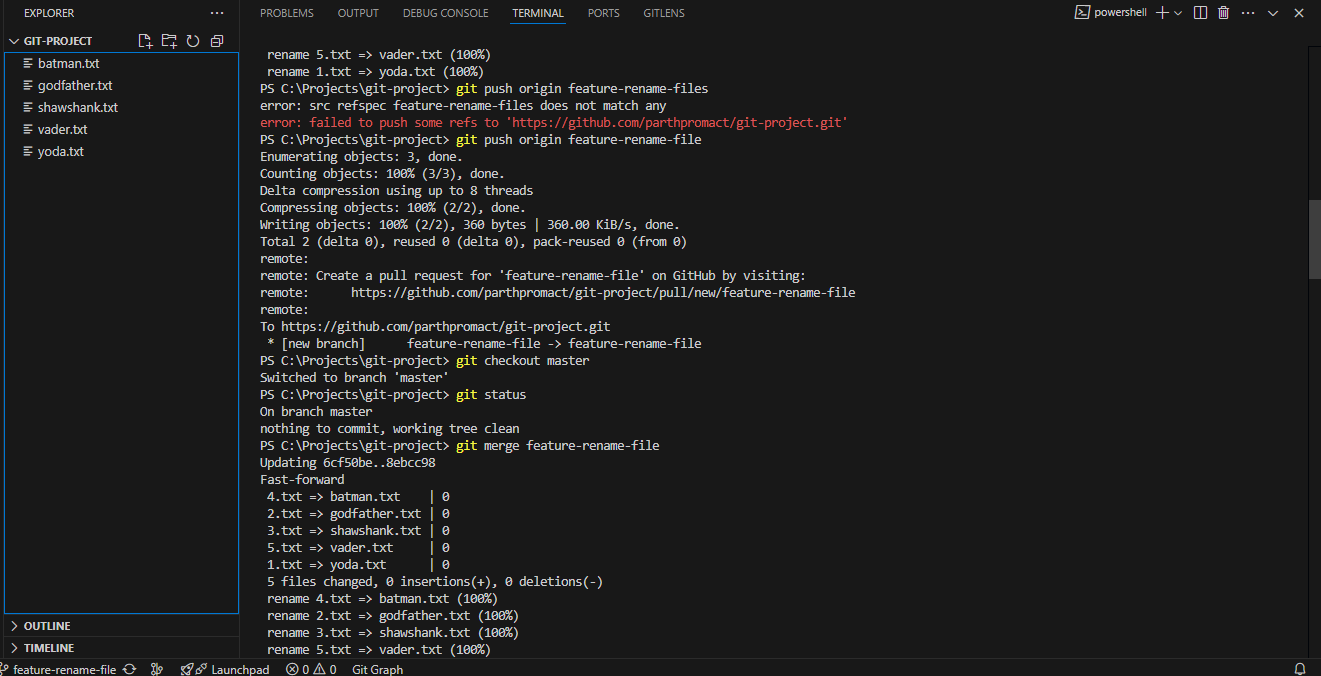 EXPLORER
PROBLEMS OUTPUT DEBUG CONSOLE TERMINAL PORTS GITLENS
powershell
GIT-PROJECT
batman.txt
godfather.txt
shawshank.txt
vader.txt
yoda.txt
rename 5.txt => vader.txt (100%)
rename 1.txt => yoda.txt (100%)
PS C:\Projects\git-project> git push origin feature-rename-files
error: src refspec feature-rename-files does not match any
error: failed to push some refs to 'https://github.com/parthpromact/git-project.git'
PS C:\Projects\git-project> git push origin feature-rename-file
Enumerating objects: 3, done.
Counting objects: 100% (3/3), done.
Delta compression using up to 8 threads
Compressing objects: 100% (2/2), done.
Writing objects: 100% (2/2), 360 bytes | 360.00 KiB/s, done.
Total 2 (delta 0), reused 0 (delta 0), pack-reused 0 (from 0)
remote:
remote: Create a pull request for 'feature-rename-file' on GitHub by visiting:
remote:      https://github.com/parthpromact/git-project/pull/new/feature-rename-file
remote:
To https://github.com/parthpromact/git-project.git
 * [new branch]      feature-rename-file -> feature-rename-file
PS C:\Projects\git-project> git checkout master
Switched to branch 'master'
PS C:\Projects\git-project> git status
On branch master
nothing to commit, working tree clean
PS C:\Projects\git-project> git merge feature-rename-file
Updating 6cf50be..8ebcc98
Fast-forward
 4.txt => batman.txt    | 0
 2.txt => godfather.txt | 0
 3.txt => shawshank.txt | 0
 5.txt => vader.txt     | 0
 1.txt => yoda.txt      | 0
 5 files changed, 0 insertions(+), 0 deletions(-)
 rename 4.txt => batman.txt (100%)
 rename 2.txt => godfather.txt (100%)
 rename 3.txt => shawshank.txt (100%)
 rename 5.txt => vader.txt (100%)
OUTLINE
TIMELINE
feature-rename-file Launchpad 0 0 Git Graph